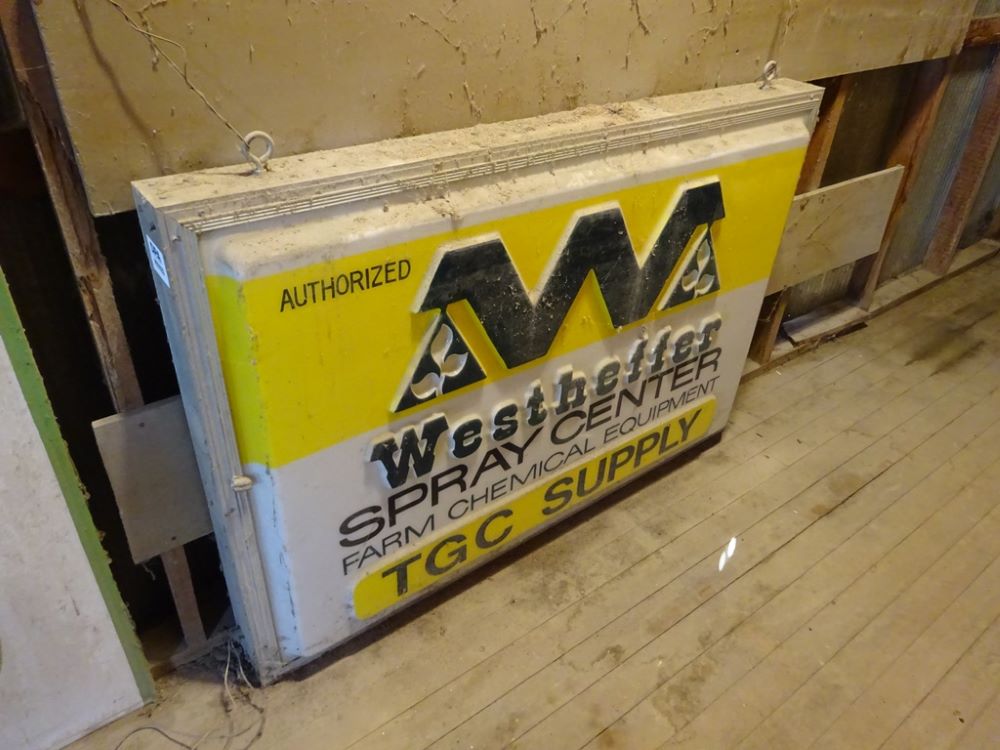 AUTHORIZED
Westheffer
SPRAY CENTER
FARM CHEMICAL EQUIPMENT
TGC SUPPLY